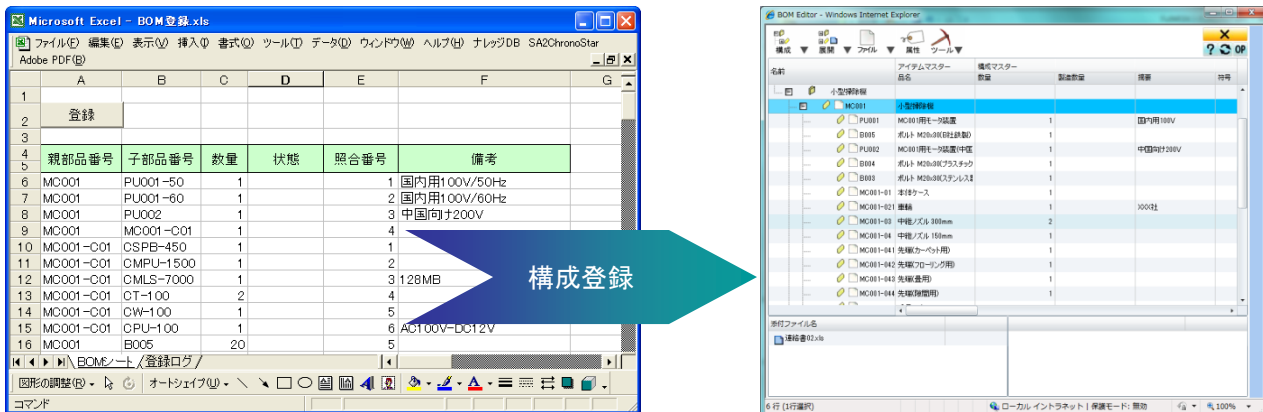 Microsoft Excel - BOM登録.xls
ファイル(F) 編集(E) 表示(V) 挿入(I) 書式(O) ツール(T) データ(D) ウィンドウ(W) ヘルプ(H) ナレッジDB SA2ChronoStar
Adobe PDF(B)
A B C D E F G
1
2 登録
3
4
5
親部品番号 子部品番号 数量 状態 照合番号 備考
6 MC001 PU001-50 1 1 国内用100V/50Hz
7 MC001 PU001-60 1 2 国内用100V/60Hz
8 MC001 PU002 1 3 中国向け200V
9 MC001 MC001-C01 1 4
10 MC001-C01 CSPB-450 1 1
11 MC001-C01 CMPU-1500 1 2
12 MC001-C01 CMLS-7000 1 3 128MB
13 MC001-C01 CT-100 2 4
14 MC001-C01 CW-100 1 5
15 MC001-C01 CPU-100 1 6 AC100V-DC12V
16 MC001 B005 20 5
BOMシート 登録ログ
図形の調整(R) オートシェイプ(U)
コマンド
構成登録
BOM Editor - Windows Internet Explorer
構成 展開 ファイル 属性 ツール
? OP
アイテムマスター 構成マスター
名前 品名 数量 製造数量 摘要 符号
小型掃除機
MC001 小型掃除機
PU001 MC001用モータ装置 1 国内用100V
B005 ボルト M20x30(B社鉄製) 1
PU002 MC001用モータ装置(中国 1 中国向け200V
B004 ボルト M20x30(プラスチック 1
B003 ボルト M20x30(ステンレス製 1
MC001-01 本体ケース 1
MC001-021 車輪 1 XXX社
MC001-03 中継ノズル 300mm 2
MC001-04 中継ノズル 150mm 1
MC001-041 先端(カーペット用) 1
MC001-042 先端(フローリング用) 1
MC001-043 先端(畳用) 1
MC001-044 先端(隙間用) 1
添付ファイル名
連絡書02.xls
6 行 (1行選択)
ローカル イントラネット | 保護モード: 無効 100%